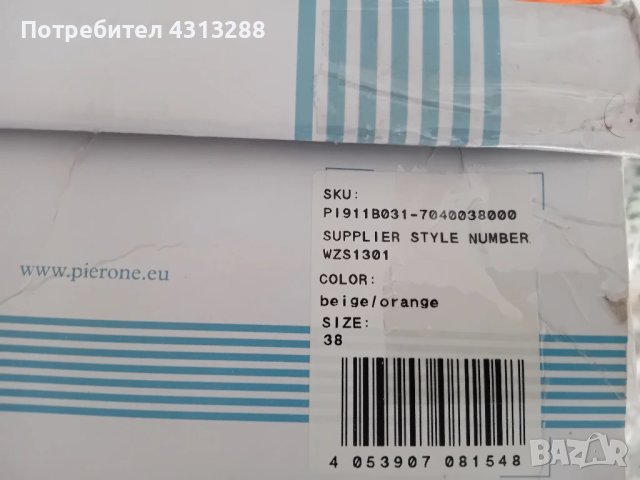 Потребител 4313288
SKU:
PI911B031-7040038000
SUPPLIER STYLE NUMBER
WZS1301
www.pierone.eu
COLOR:
beige/orange
SIZE:
38
4 053907 081548
BAZAR